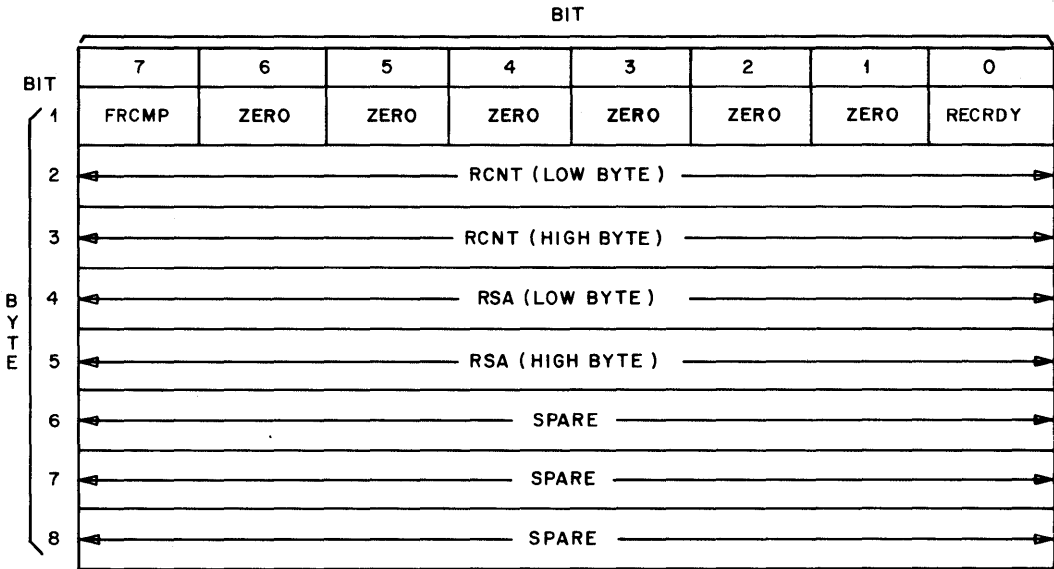 BIT
7 6 5 4 3 2 1 0
BIT
1 FRCMP ZERO ZERO ZERO ZERO ZERO ZERO RECRDY
2 RCNT (LOW BYTE)
3 RCNT (HIGH BYTE)
4 RSA (LOW BYTE)
5 RSA (HIGH BYTE)
6 SPARE
7 SPARE
8 SPARE
BYTE